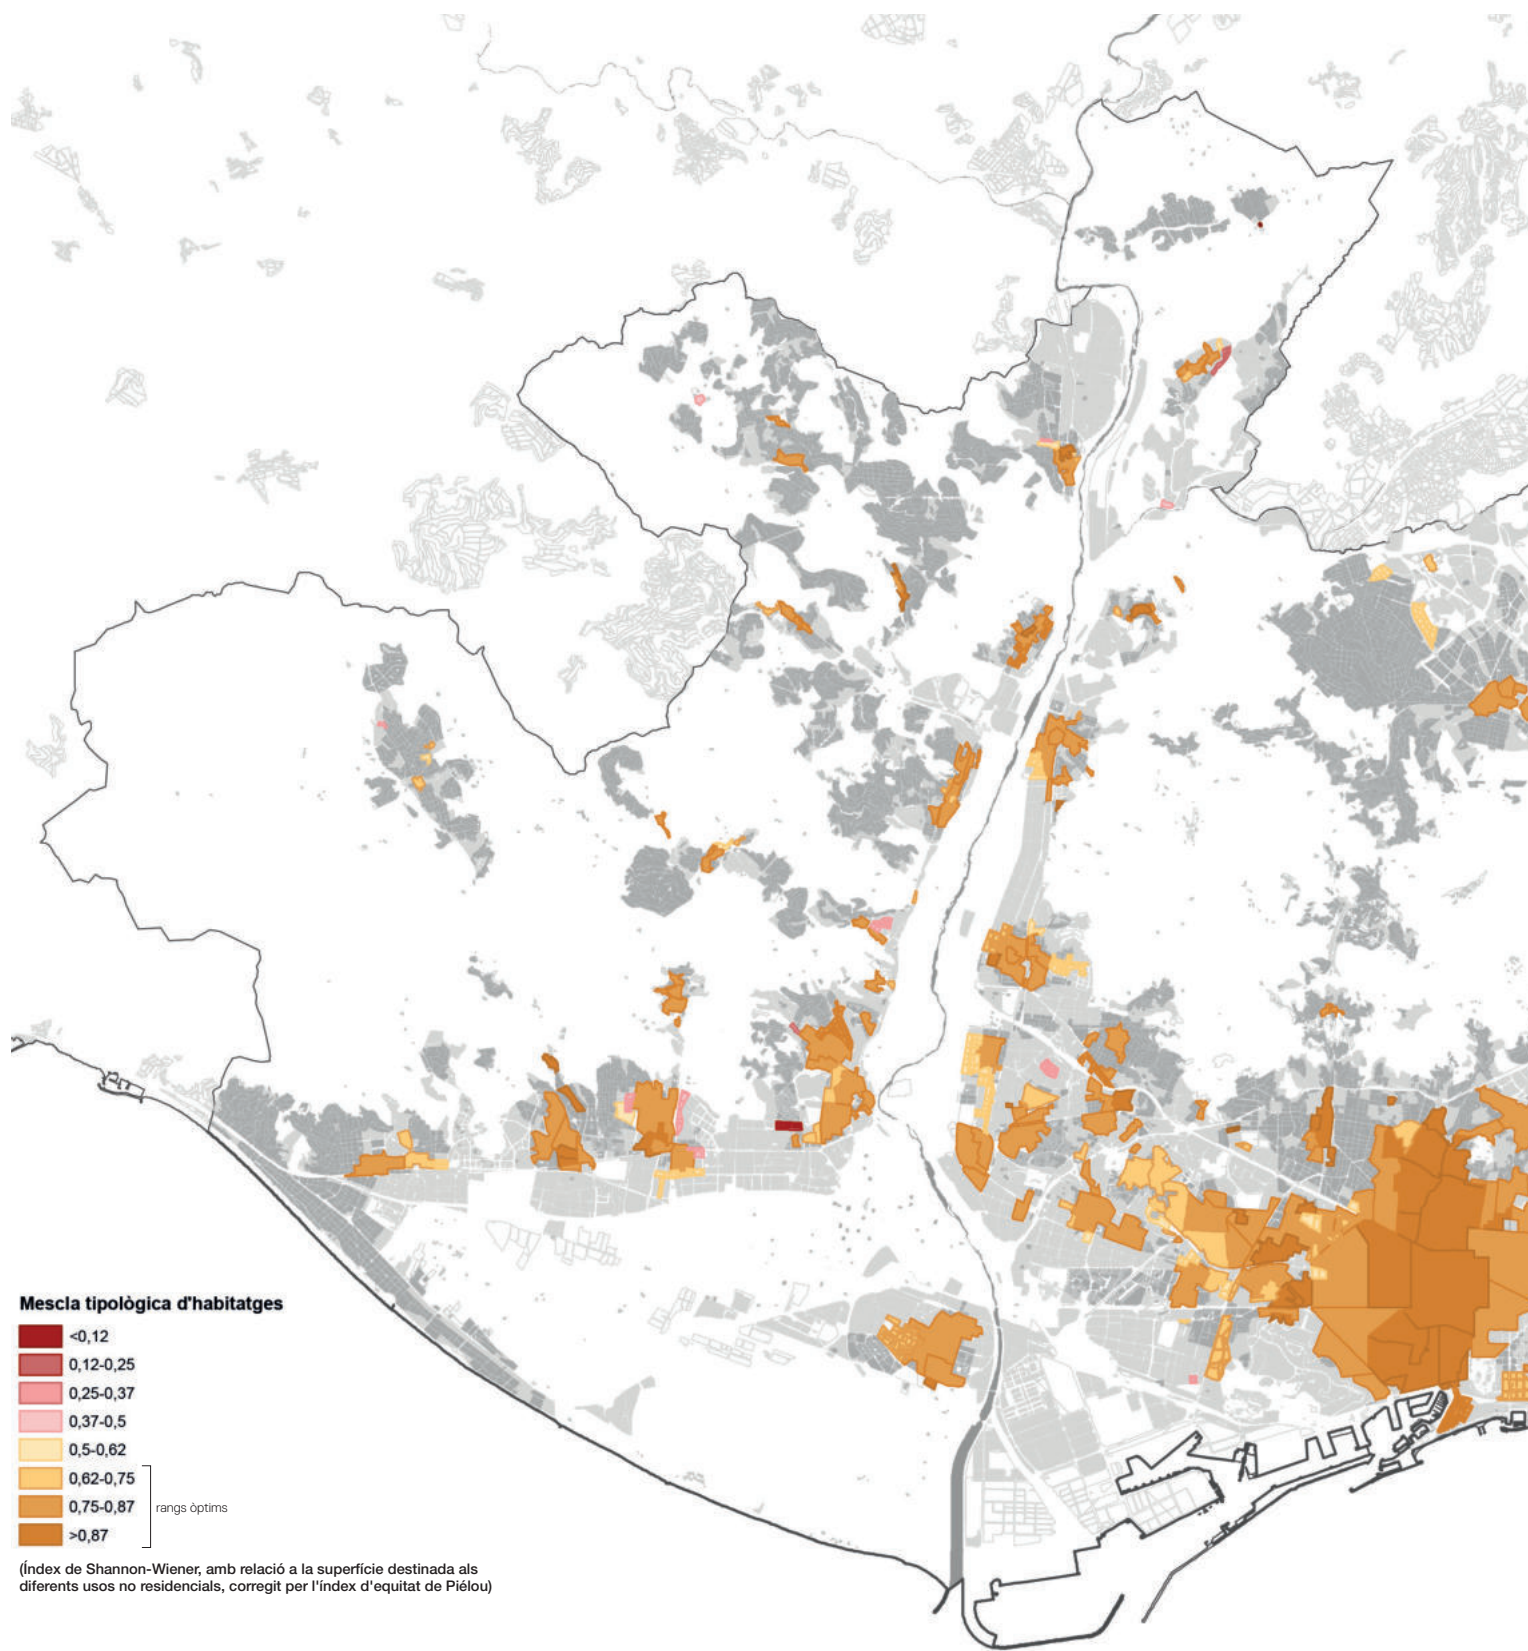 Mescla tipològica d'habitatges
<0,12
0,12-0,25
0,25-0,37
0,37-0,5
0,5-0,62
0,62-0,75
0,75-0,87
rangs òptims
>0,87
(Índex de Shannon-Wiener, amb relació a la superfície destinada als
diferents usos no residencials, corregit per l'índex d'equitat de Piélou)